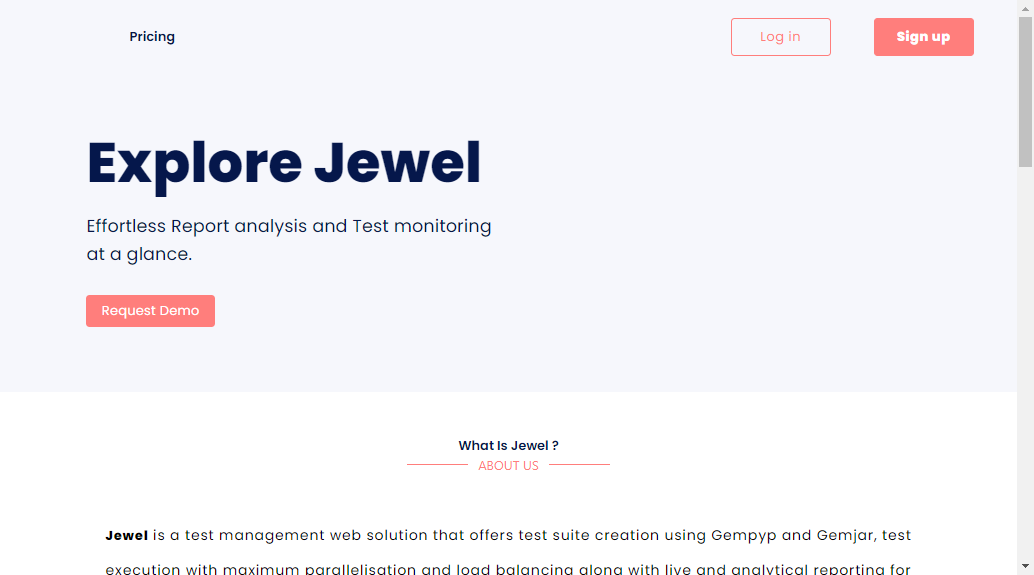 Pricing
Log in
Sign up
Explore Jewel
Effortless Report analysis and Test monitoring
at a glance.
Request Demo
What Is Jewel ?
ABOUT US
Jewel is a test management web solution that offers test suite creation using Gempyp and Gemjar, test
execution with maximum parallelisation and load balancing along with live and analytical reporting for